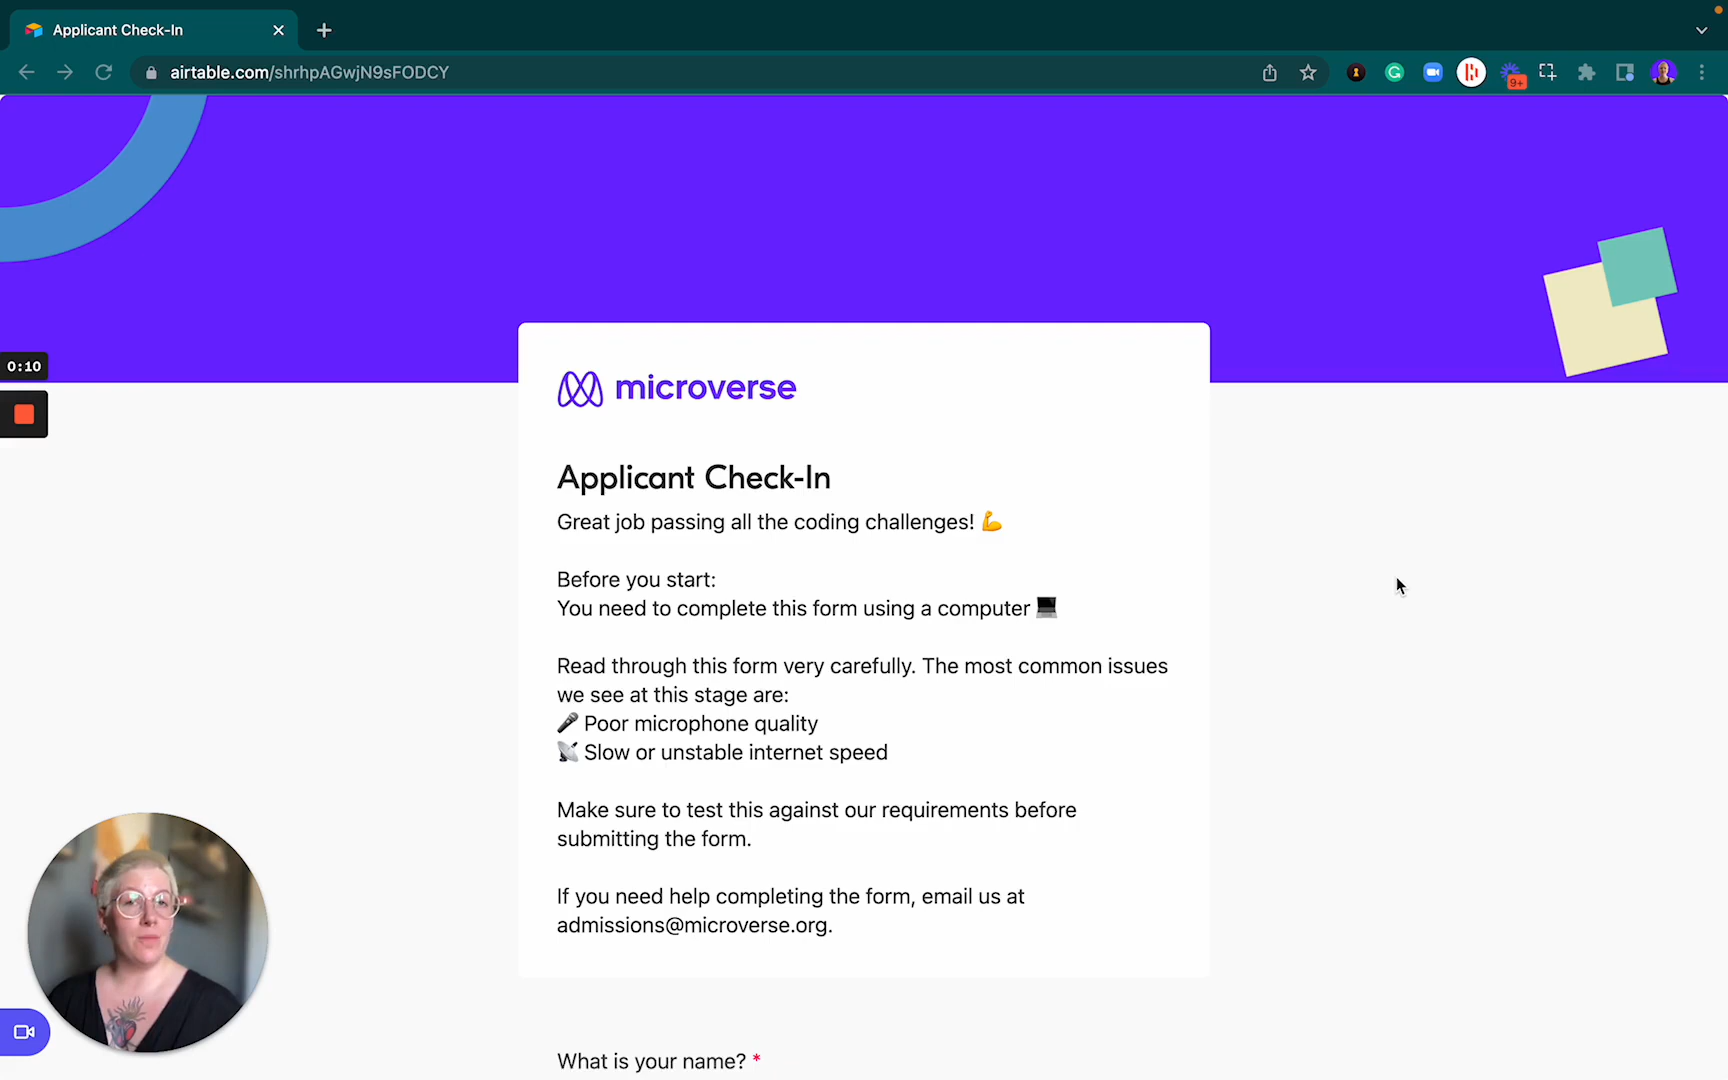 Applicant Check-In
airtable.com/shrhpAGwjN9sFODCY
9+
0:10
microverse
Applicant Check-In
Great job passing all the coding challenges! 💪
Before you start:
You need to complete this form using a computer 💻
Read through this form very carefully. The most common issues
we see at this stage are:
🎤 Poor microphone quality
📡 Slow or unstable internet speed
Make sure to test this against our requirements before
submitting the form.
If you need help completing the form, email us at
admissions@microverse.org.
What is your name? *